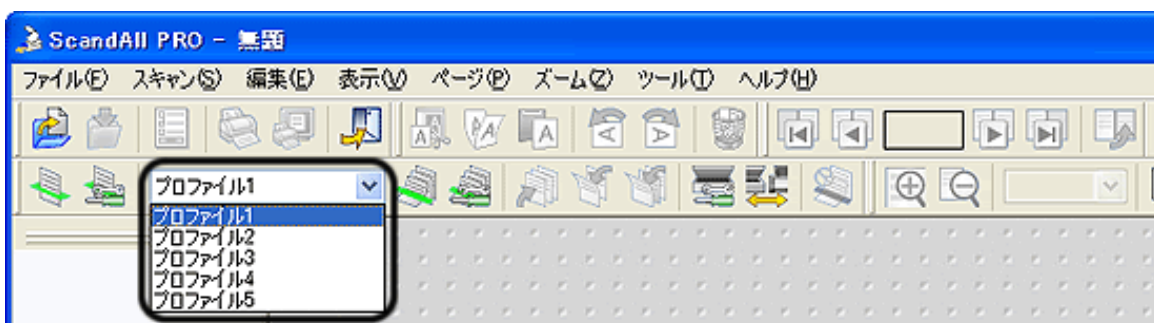 ScandAll PRO - 無題
ファイル(F) スキャン(S) 編集(E) 表示(V) ページ(P) ズーム(Z) ツール(T) ヘルプ(H)
プロファイル1
プロファイル1
プロファイル2
プロファイル3
プロファイル4
プロファイル5